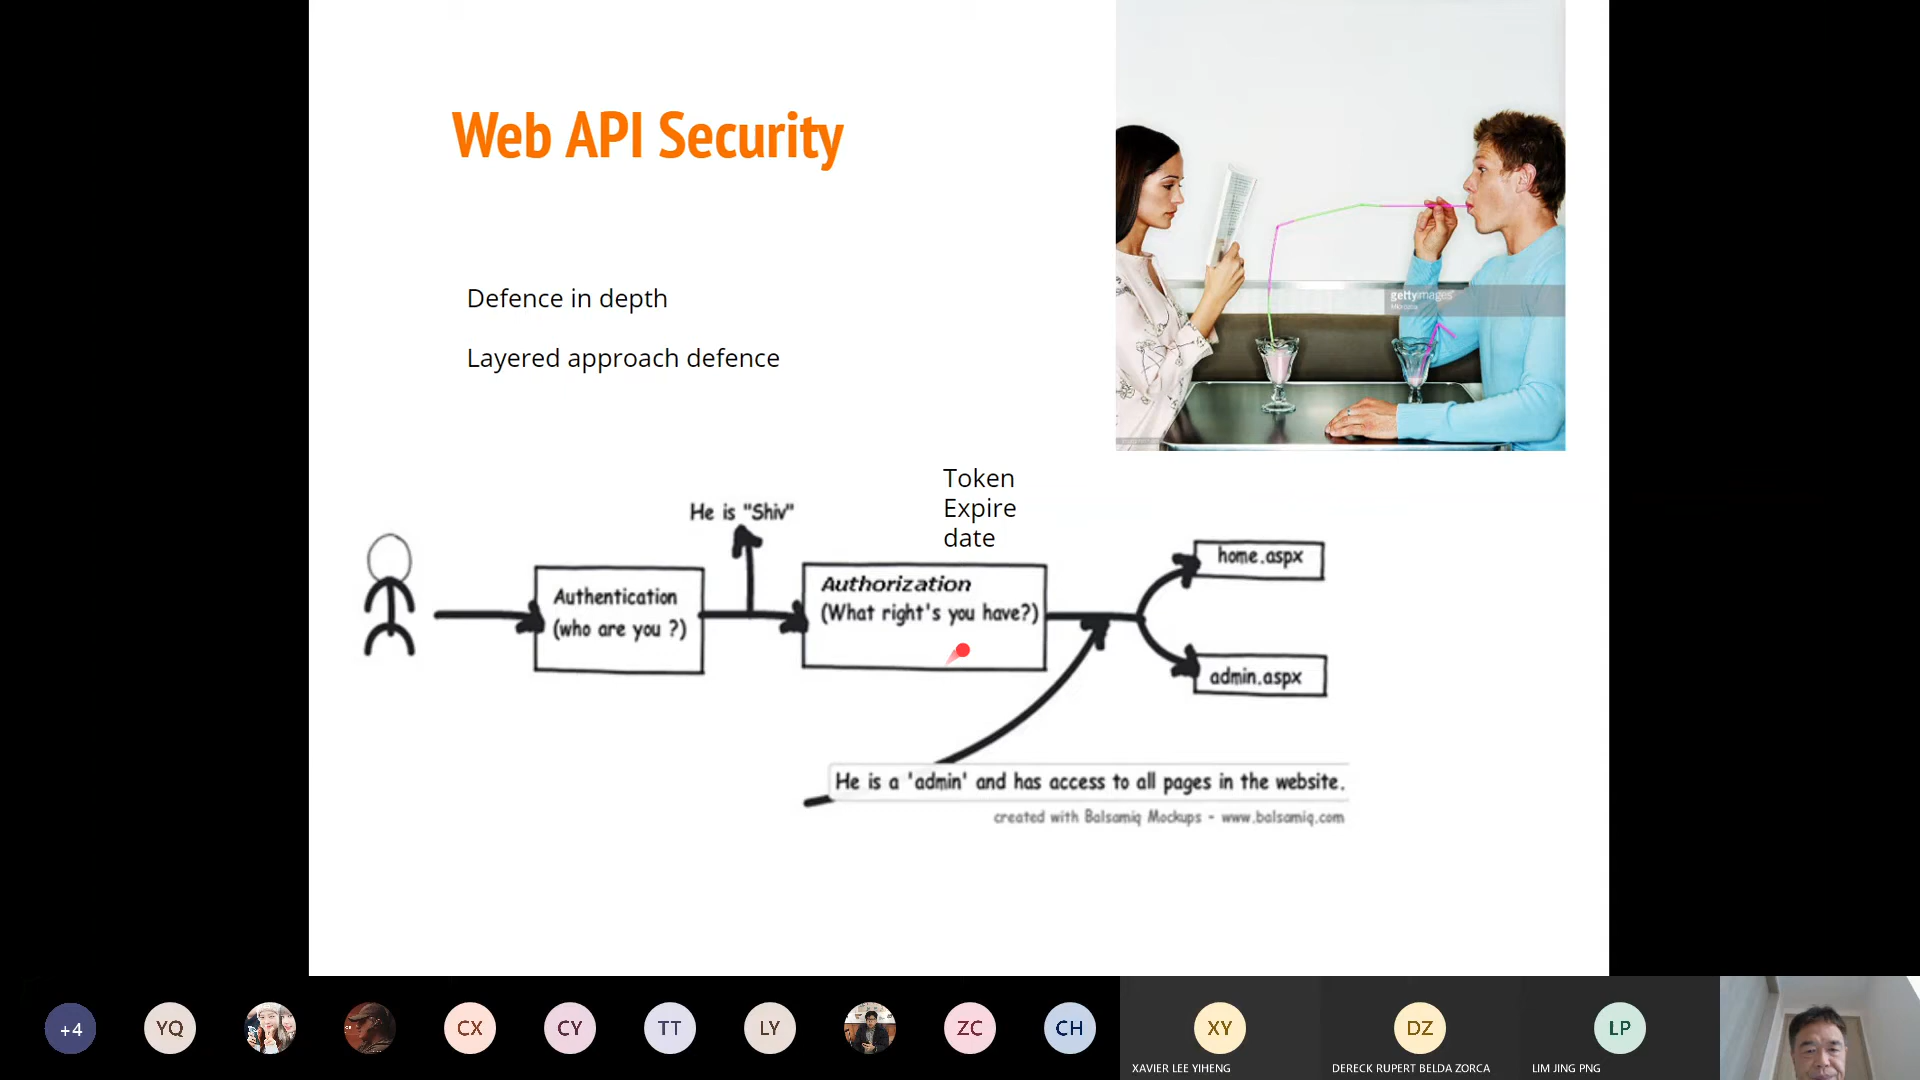 Web API Security
Defence in depth
Layered approach defence
gettyimages
Token
Expire
date
He is "Shiv"
Authentication
(who are you ?)
Authorization
(What right's you have?)
home.aspx
admin.aspx
He is a 'admin' and has access to all pages in the website.
created with Balsamiq Mockups - www.balsamiq.com
+4
YQ
CX
CY
TT
LY
ZC
CH
XY
DZ
LP
XAVIER LEE YIHENG
DERECK RUPERT BELDA ZORCA
LIM JING PNG